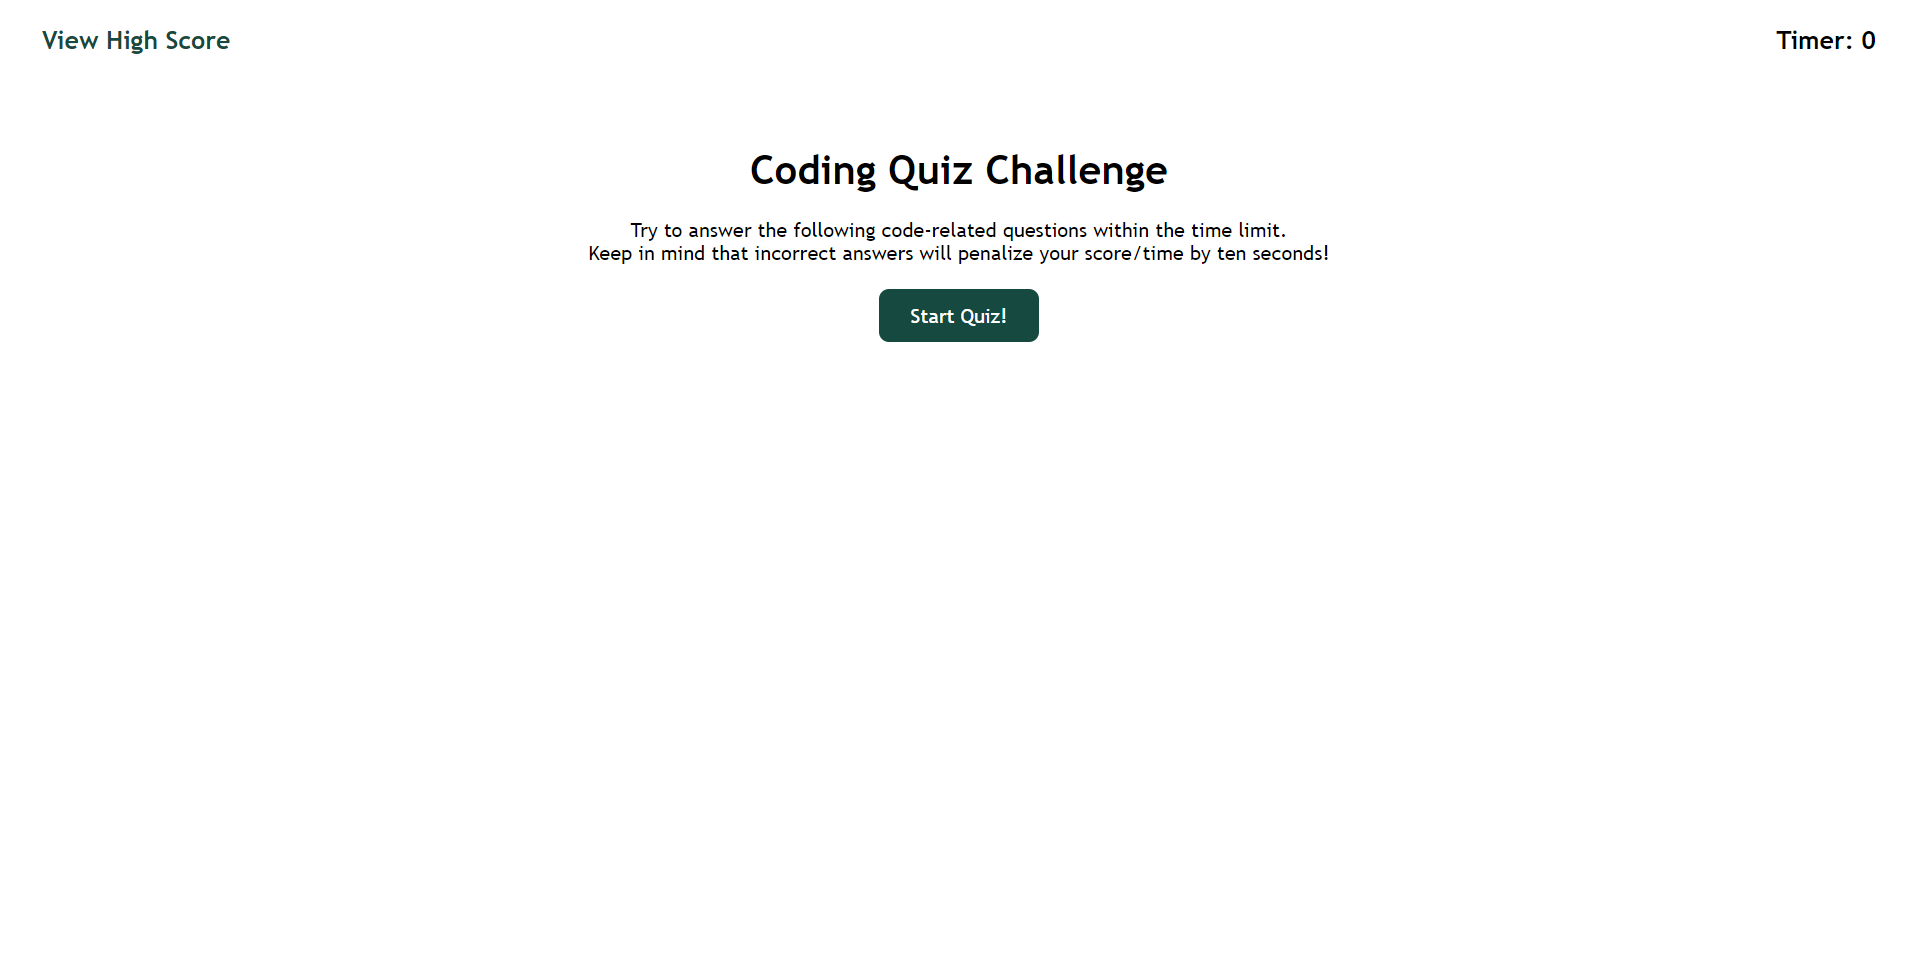 View High Score
Timer: 0
Coding Quiz Challenge
Try to answer the following code-related questions within the time limit.
Keep in mind that incorrect answers will penalize your score/time by ten seconds!
Start Quiz!